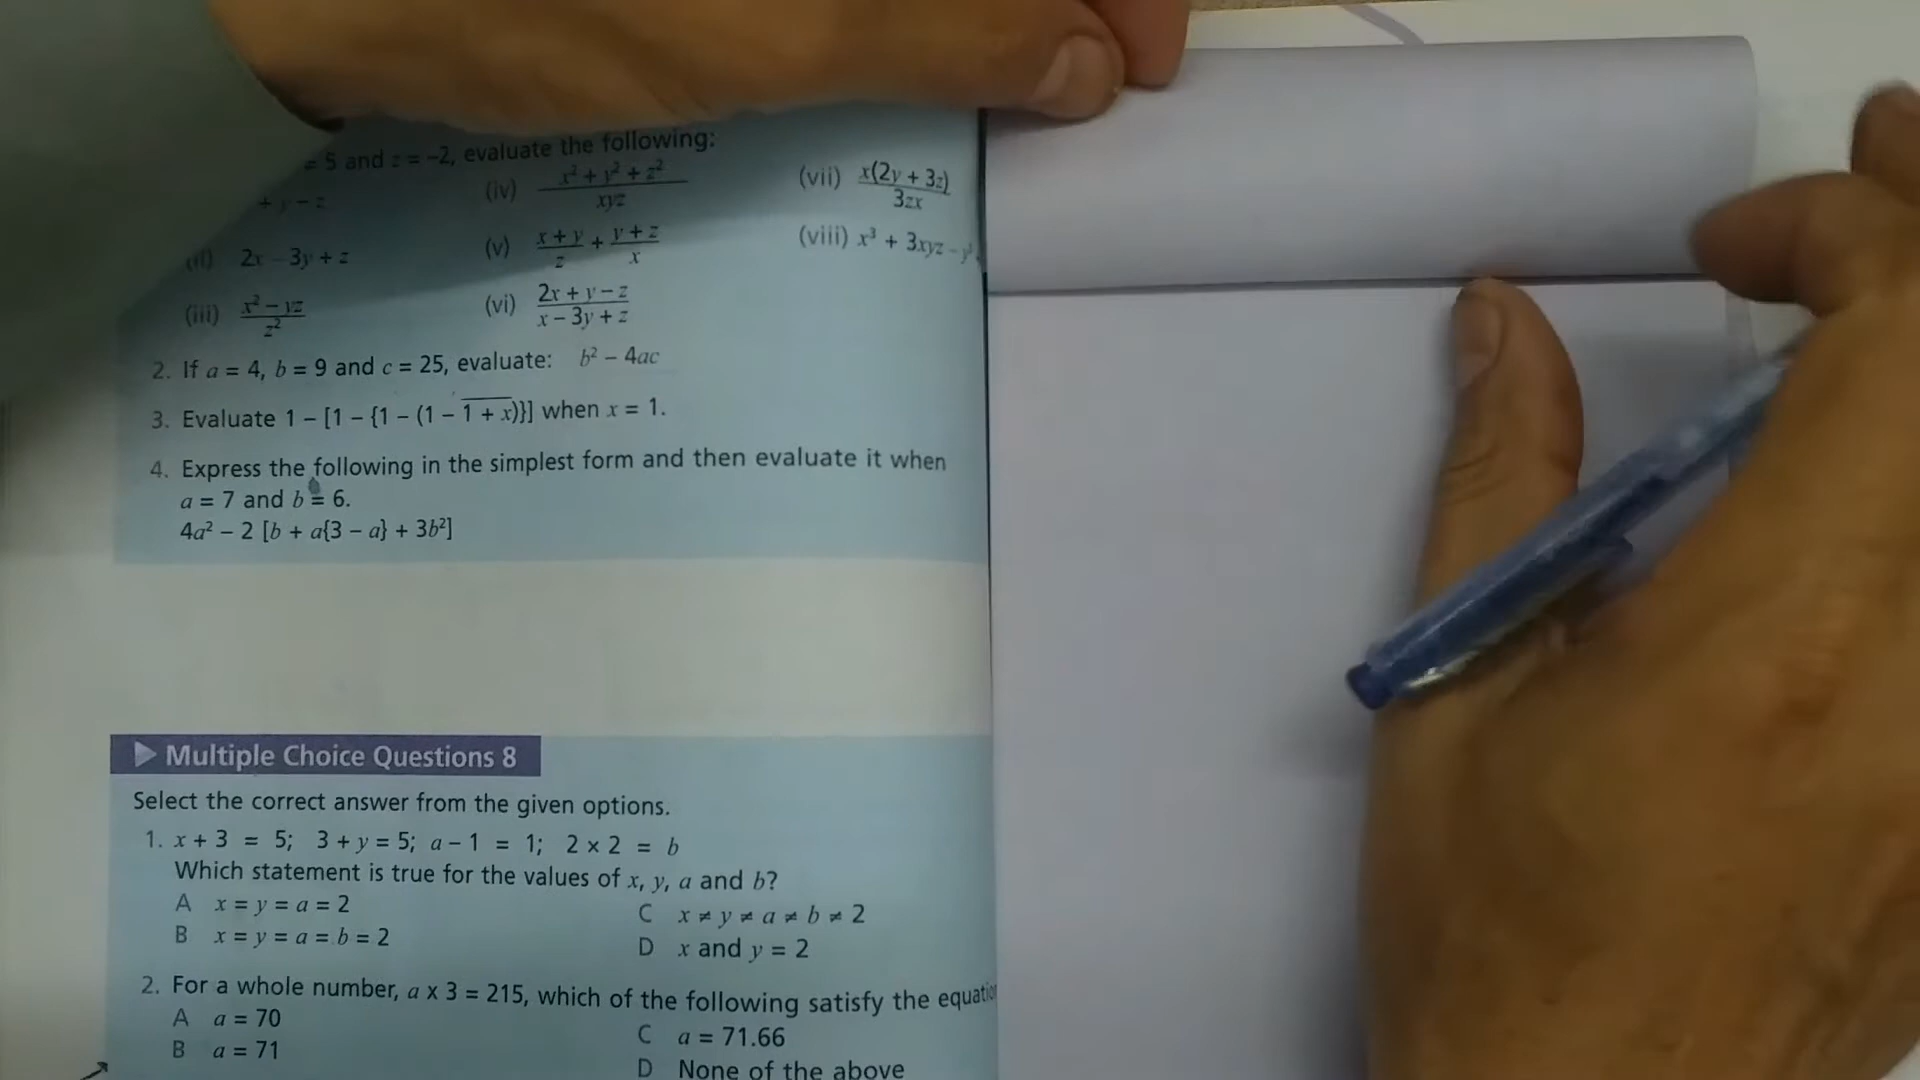 = 5 and z = –2, evaluate the following:
+ y – z
(iv) x² + y² + z² / xyz
(vii) x(2y + 3z) / 3zx
(ii) 2x – 3y + z
(v) x + y / z + y + z / x
(viii) x³ + 3xyz – y³
(iii) x² – yz / z²
(vi) 2x + y – z / x – 3y + z
2. If a = 4, b = 9 and c = 25, evaluate: b² – 4ac
3. Evaluate 1 – [1 – {1 – (1 – 1 + x)}] when x = 1.
4. Express the following in the simplest form and then evaluate it when
a = 7 and b = 6.
4a² – 2 [b + a{3 – a} + 3b²]
Multiple Choice Questions 8
Select the correct answer from the given options.
1. x + 3 = 5; 3 + y = 5; a – 1 = 1; 2 × 2 = b
Which statement is true for the values of x, y, a and b?
A x = y = a = 2
C x ≠ y ≠ a ≠ b ≠ 2
B x = y = a = b = 2
D x and y = 2
2. For a whole number, a x 3 = 215, which of the following satisfy the
A a = 70
C a = 71.66
B a = 71
D None of the above